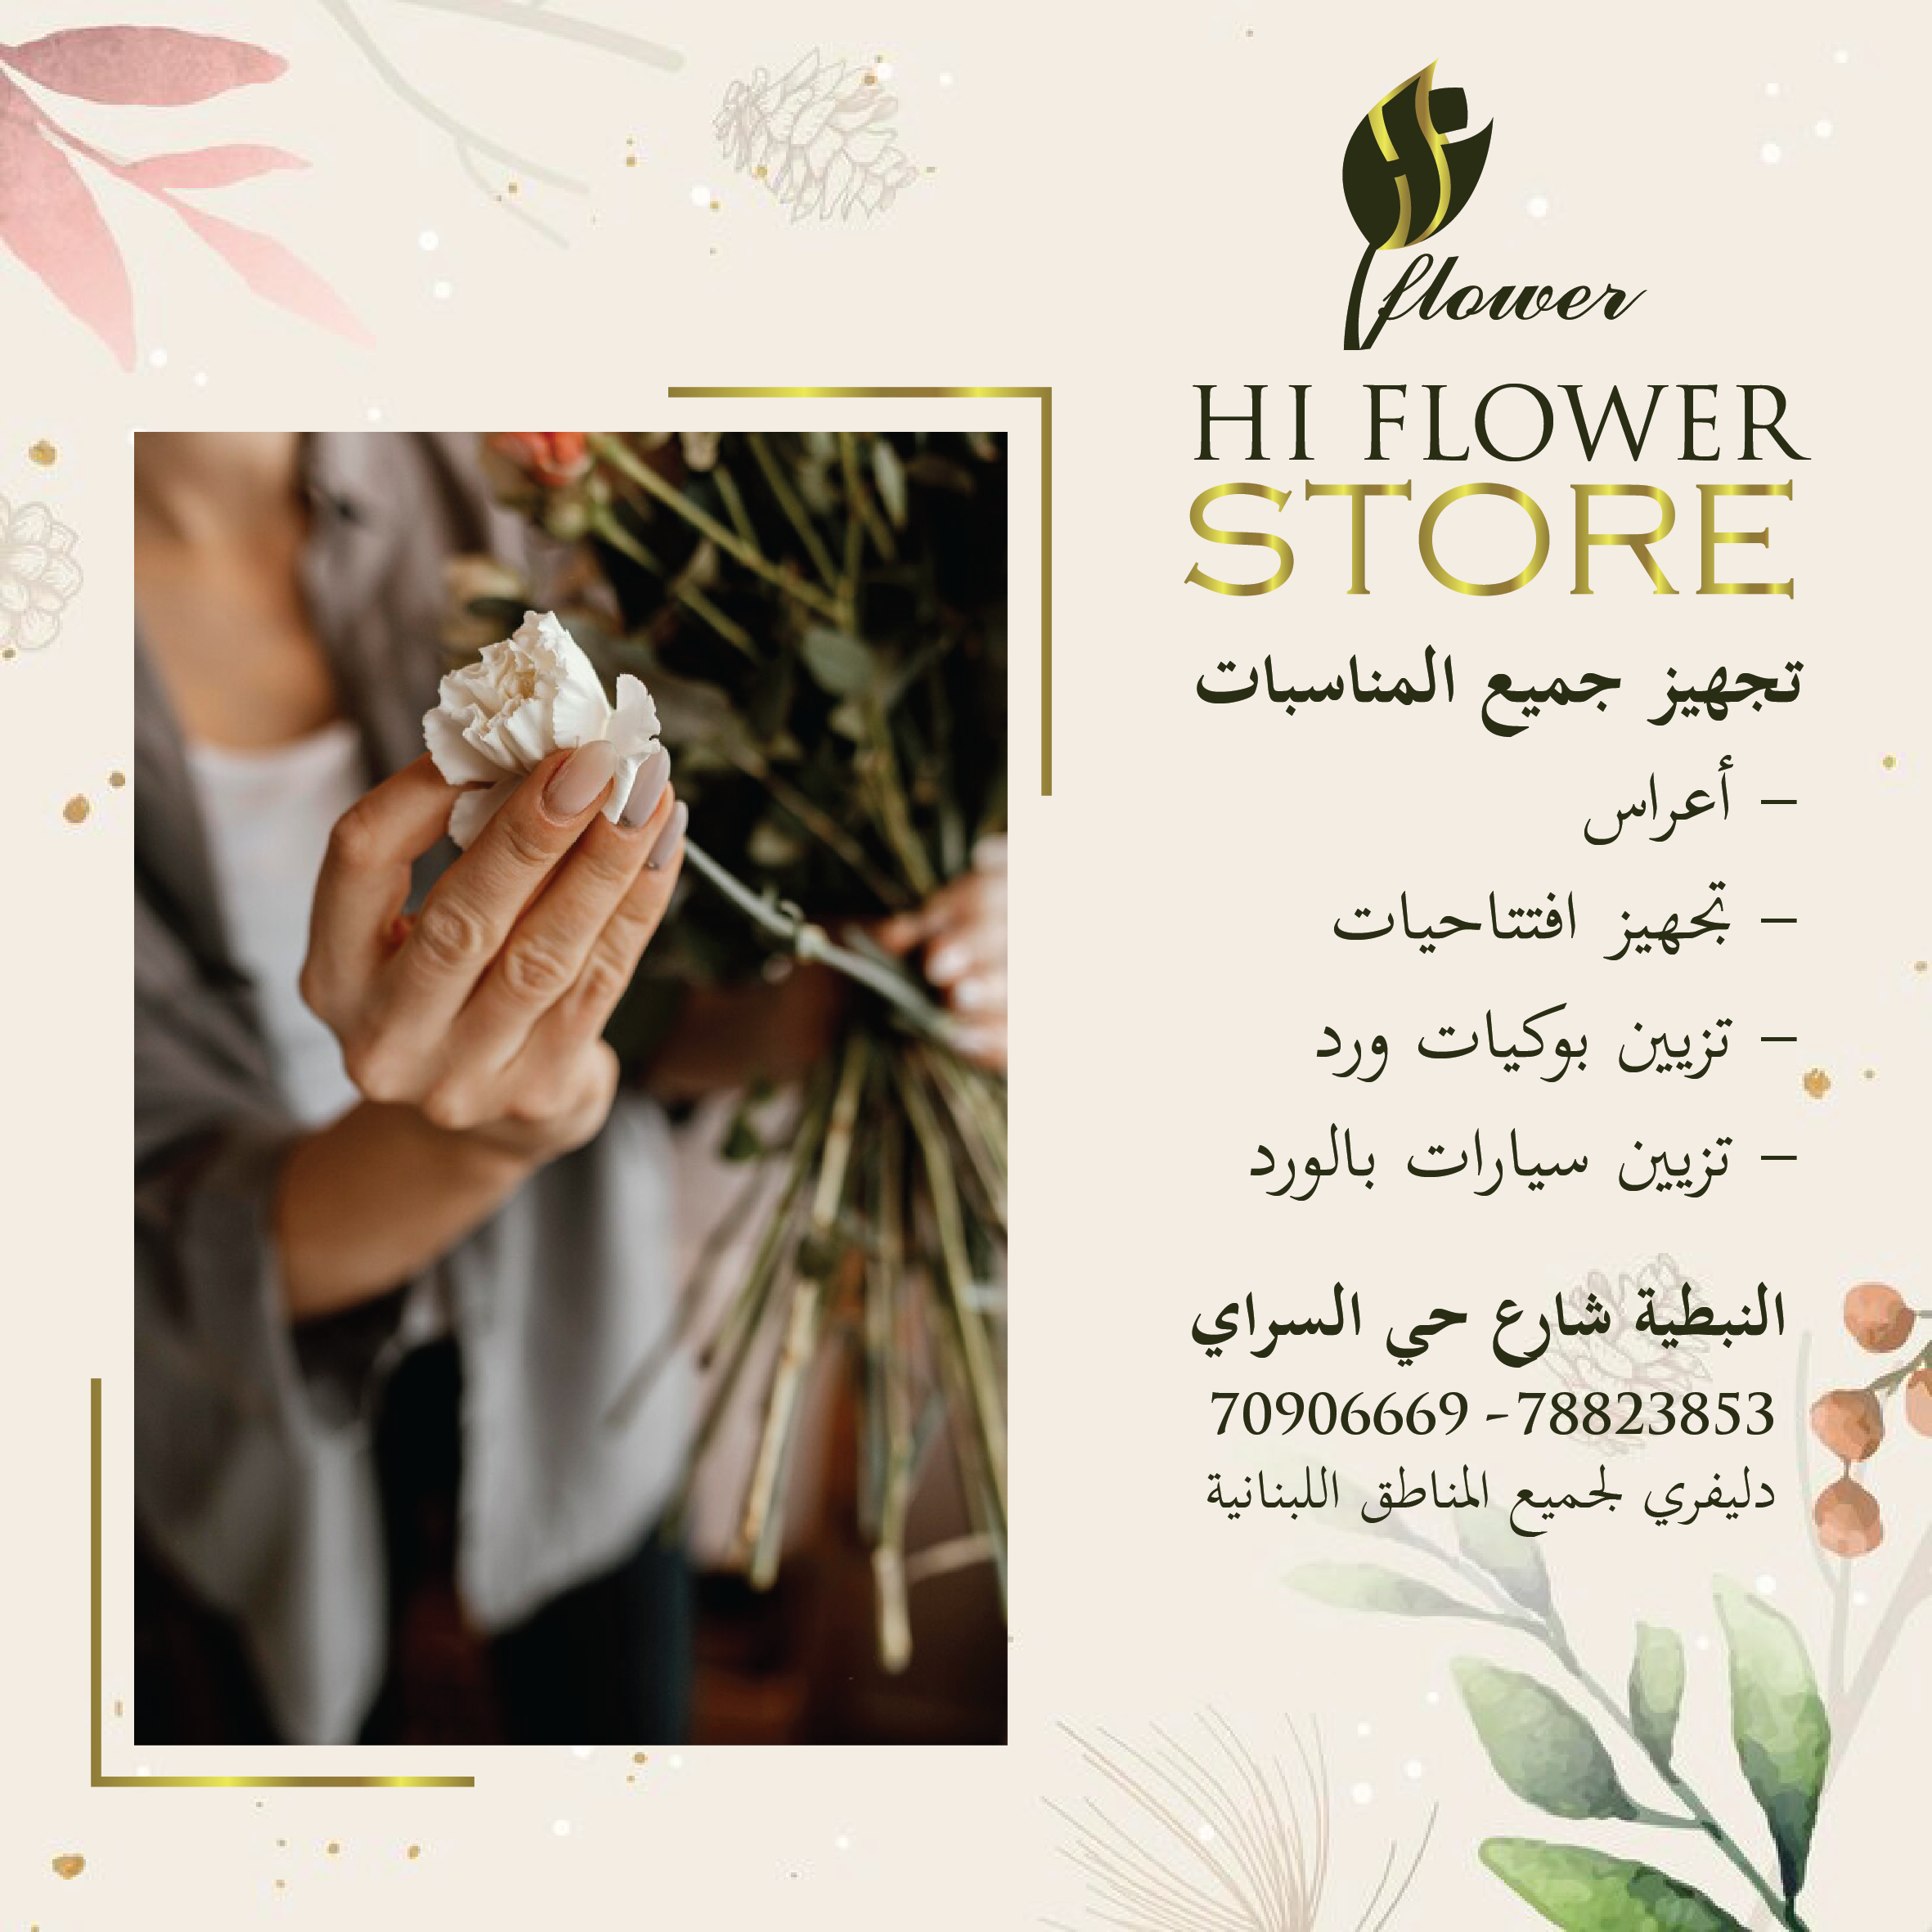 flower
HI FLOWER
STORE
تجهيز جميع المناسبات
– أعراس
– تجهيز افتتاحيات
– تزيين بوكيات ورد
– تزيين سيارات بالورد
النبطية شارع حي السراي
70906669 - 78823853
دليفري لجميع المناطق اللبنانية